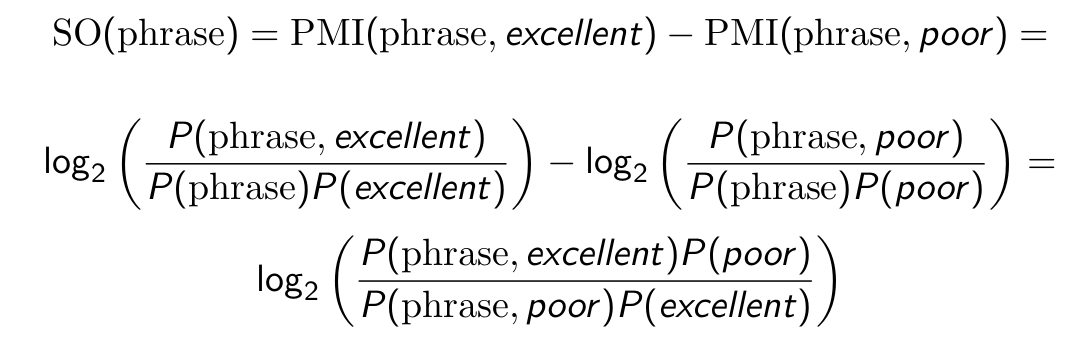 SO(phrase) = PMI(phrase, excellent) − PMI(phrase, poor) =
log₂ ( P(phrase, excellent) / P(phrase)P(excellent) ) − log₂ ( P(phrase, poor) / P(phrase)P(poor) ) =
log₂ ( P(phrase, excellent)P(poor) / P(phrase, poor)P(excellent) )